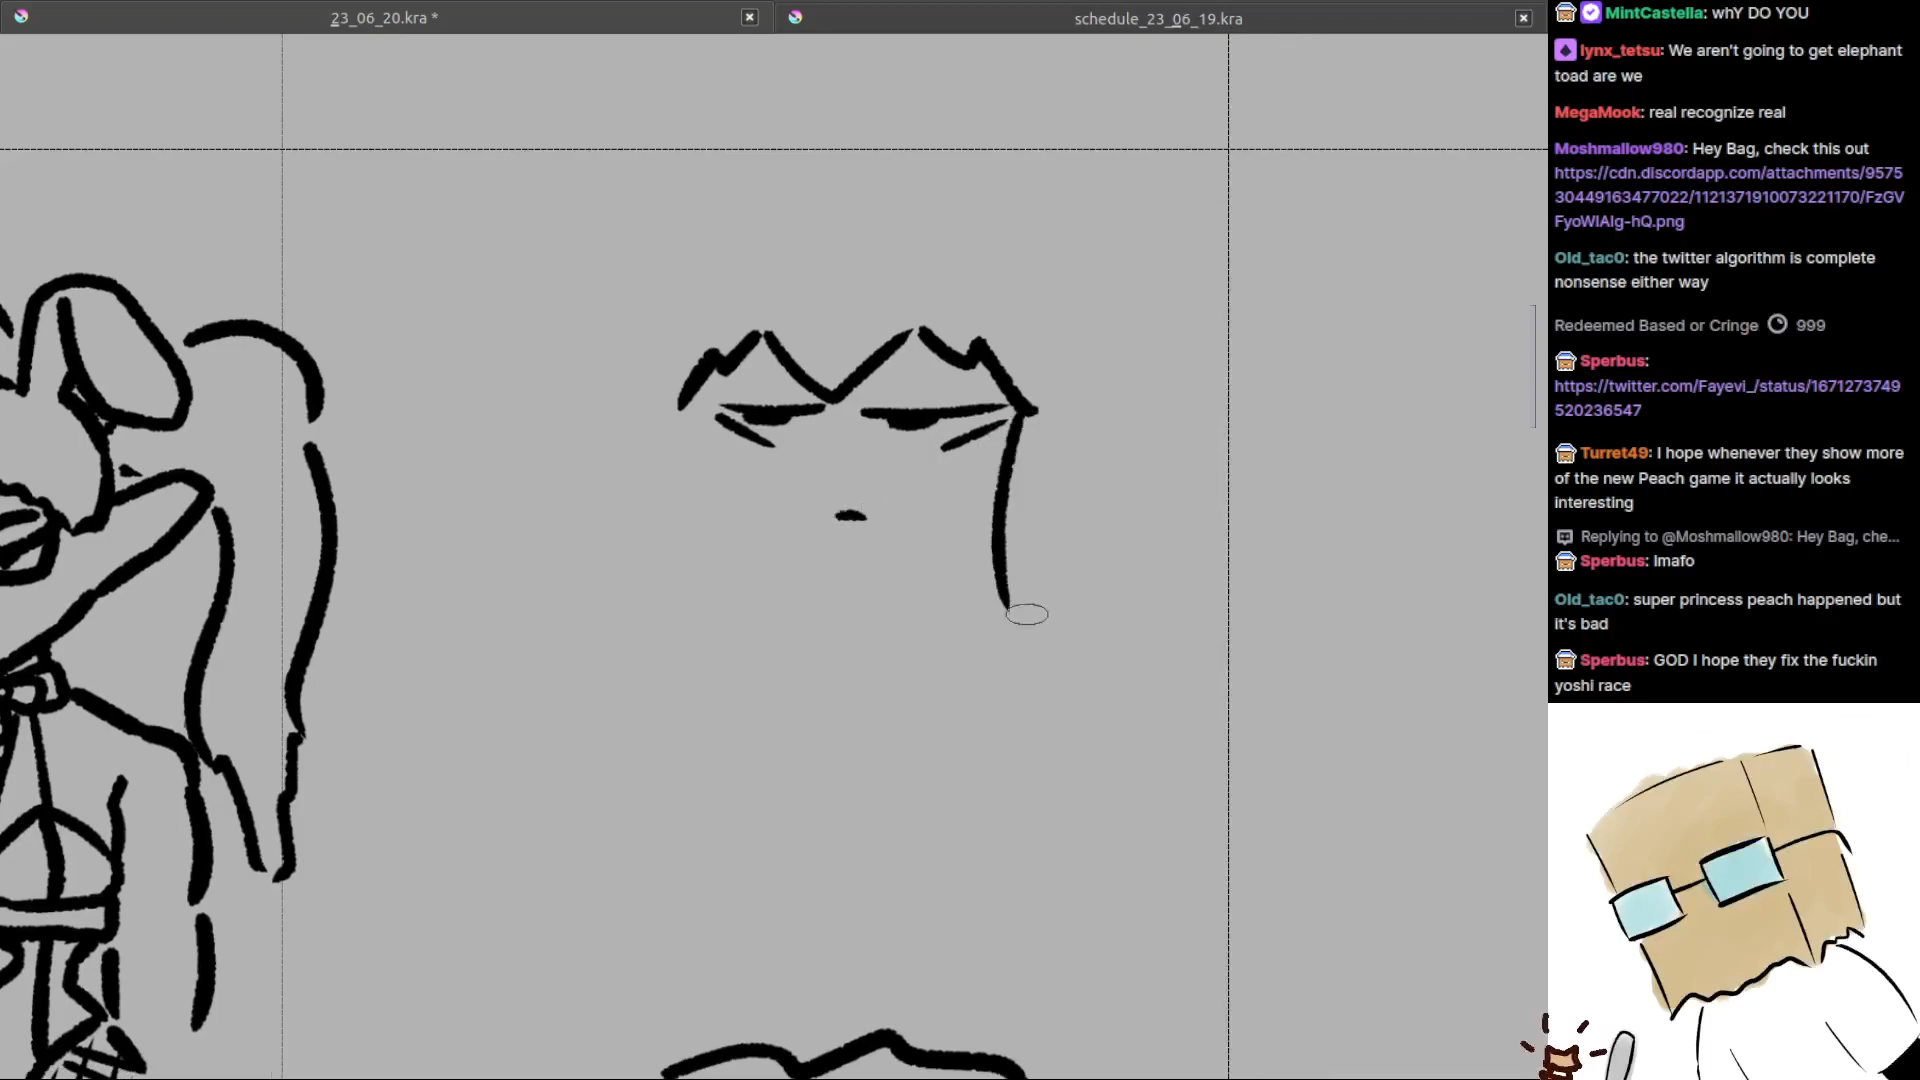 23_06_20.kra *
schedule_23_06_19.kra
MintCastella: whY DO YOU
lynx_tetsu: We aren't going to get elephant
toad are we
MegaMook: real recognize real
Moshmallow980: Hey Bag, check this out
https://cdn.discordapp.com/attachments/9575
30449163477022/1121371910073221170/FzGV
FyoWIAIg-hQ.png
Old_tac0: the twitter algorithm is complete
nonsense either way
Redeemed Based or Cringe 999
Sperbus:
https://twitter.com/Fayevi_/status/1671273749
520236547
Turret49: I hope whenever they show more
of the new Peach game it actually looks
interesting
Replying to @Moshmallow980: Hey Bag, che...
Sperbus: lmafo
Old_tac0: super princess peach happened but
it's bad
Sperbus: GOD I hope they fix the fuckin
yoshi race